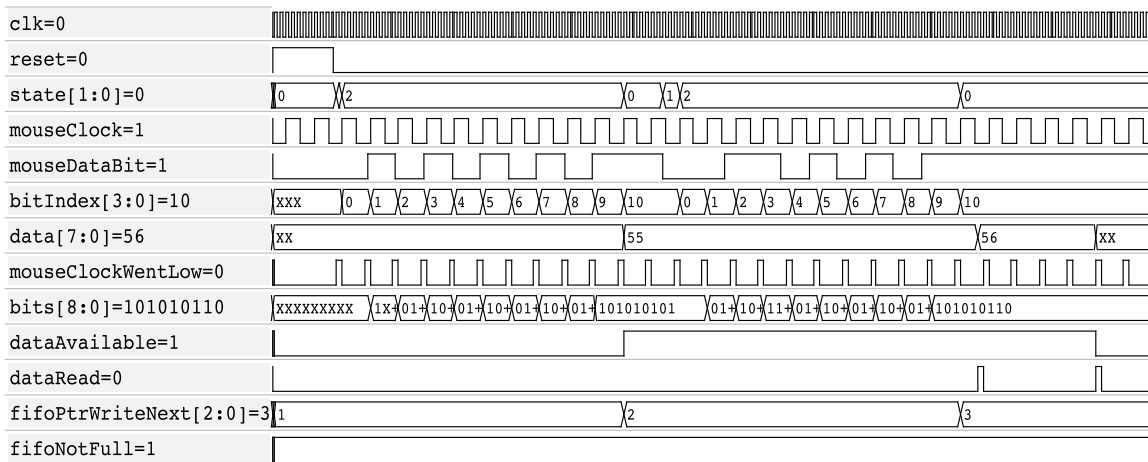 clk=0
reset=0
state[1:0]=0 0 2 0 1 2 0
mouseClock=1
mouseDataBit=1
bitIndex[3:0]=10 xxx 0 1 2 3 4 5 6 7 8 9 10 0 1 2 3 4 5 6 7 8 9 10
data[7:0]=56 xx 55 56 xx
mouseClockWentLow=0
bits[8:0]=101010110 xxxxxxxxx 1x+ 01+ 10+ 01+ 10+ 01+ 10+ 01+ 101010101 01+ 10+ 11+ 01+ 10+ 01+ 10+ 01+ 101010110
dataAvailable=1
dataRead=0
fifoPtrWriteNext[2:0]=3 1 2 3
fifoNotFull=1